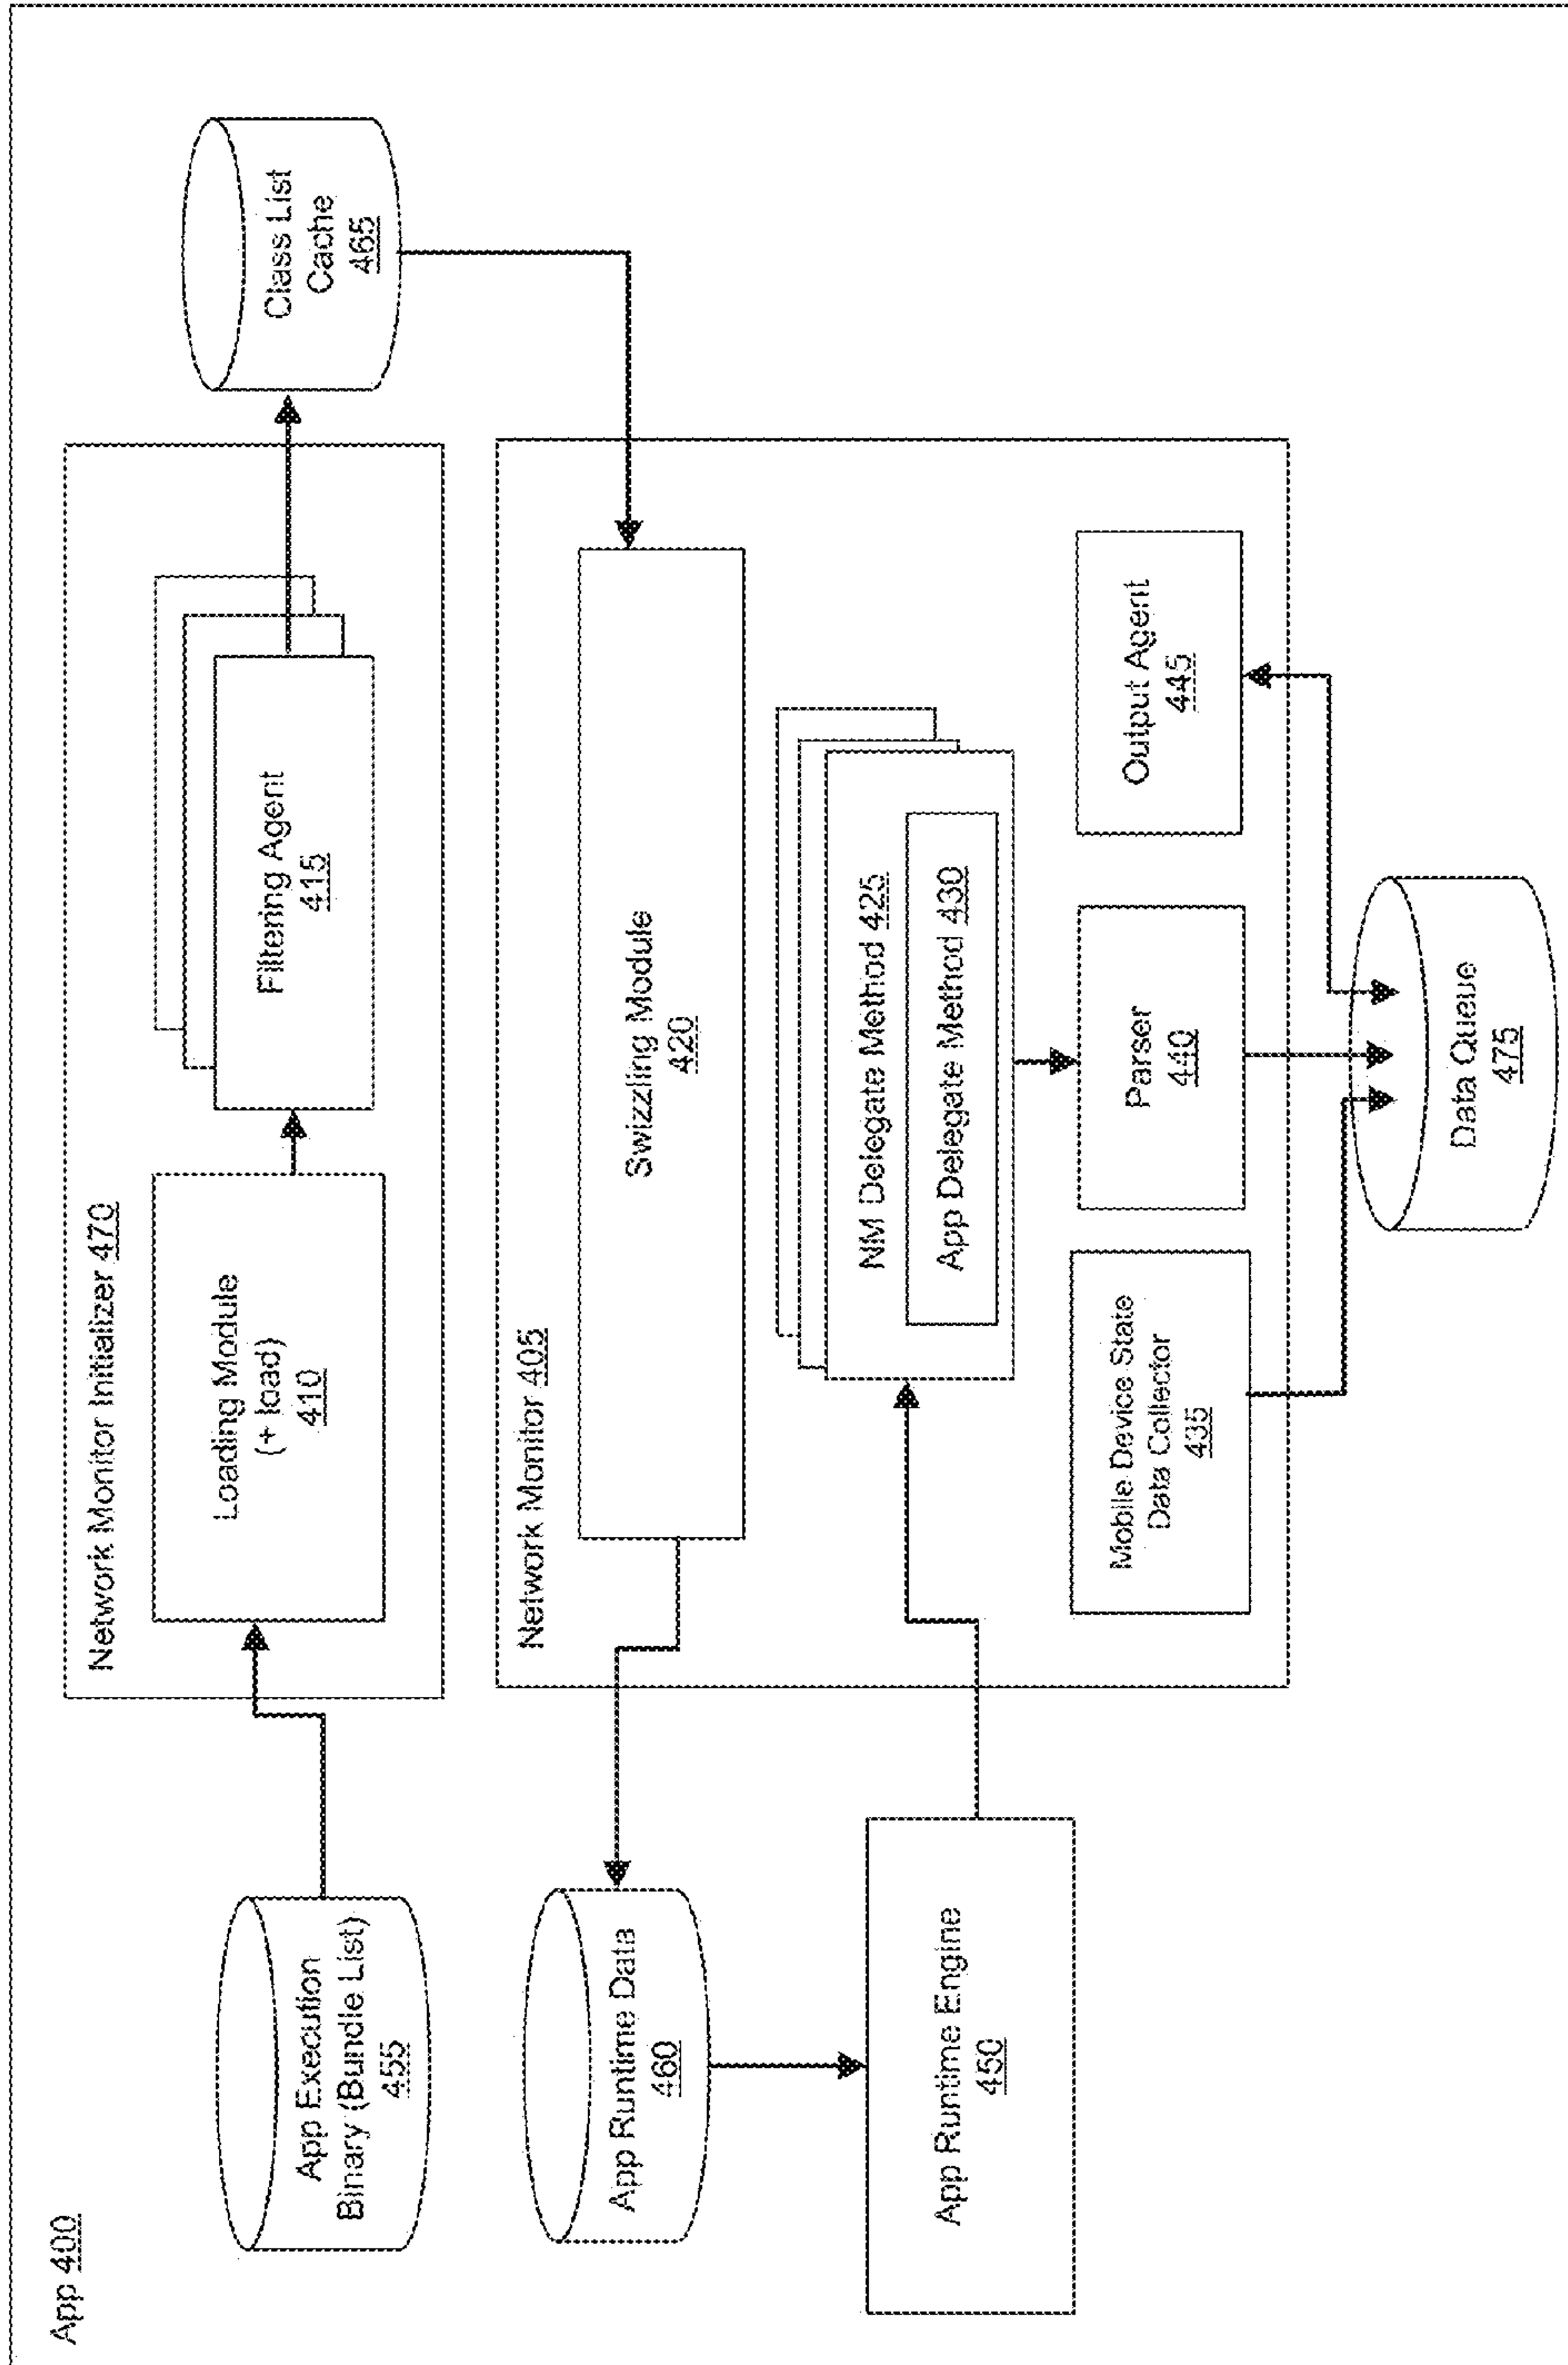 App 400
App Execution
Binary (Bundle List)
455
Network Monitor Initializer 470
Loading Module
(+ load)
410
Filtering Agent
415
Class List
Cache
465
App Runtime Data
460
App Runtime Engine
450
Network Monitor 405
Swizzling Module
420
NM Delegate Method 425
App Delegate Method 430
Mobile Device State
Data Collector
435
Parser
440
Output Agent
445
Data Queue
475